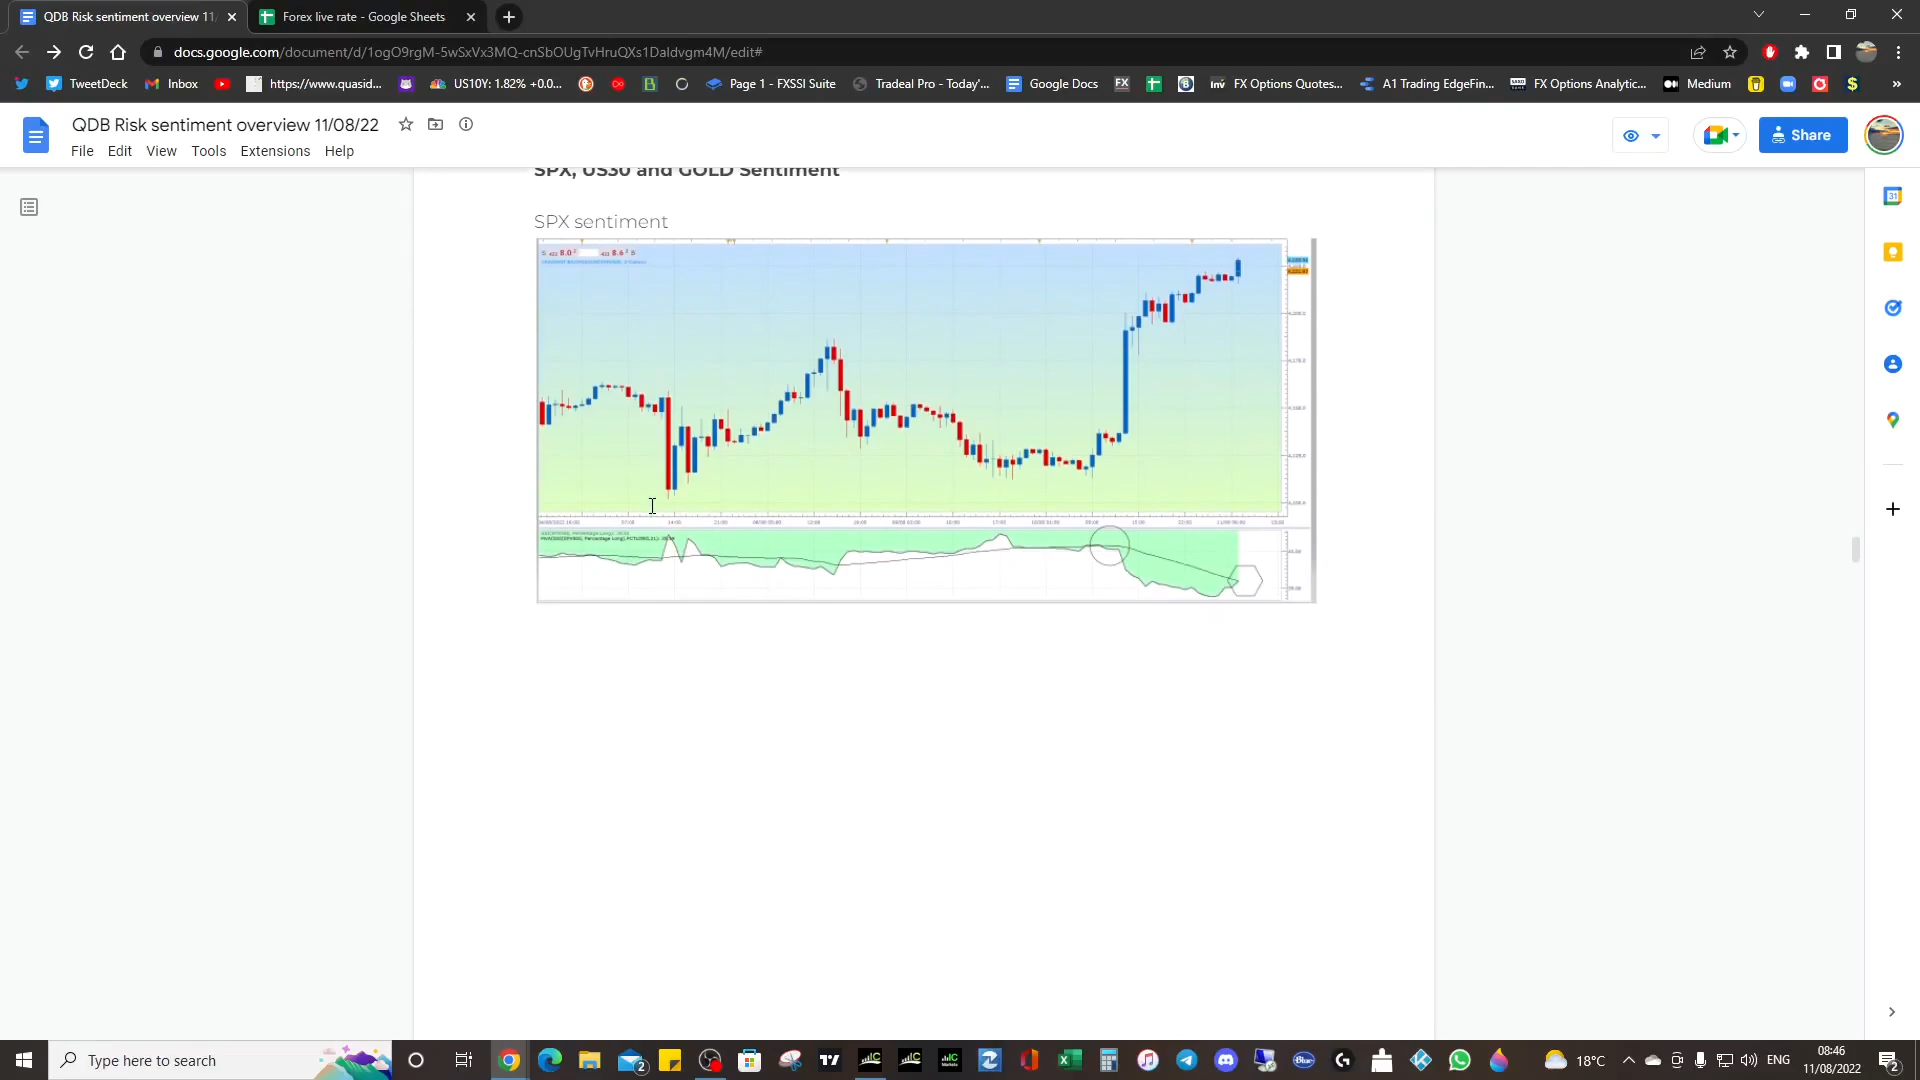 QDB Risk sentiment overview 11/
Forex live rate - Google Sheets
docs.google.com/document/d/1ogO9rgM-5wSxVx3MQ-cnSbOUgTvHruQXs1Daldvgm4M/edit#
TweetDeck
Inbox
https://www.quasid...
US10Y: 1.82% +0.0...
Page 1 - FXSSI Suite
Tradeal Pro - Today'...
Google Docs
FX Options Quotes...
A1 Trading EdgeFin...
FX Options Analytic...
Medium
»
QDB Risk sentiment overview 11/08/22
Share
File Edit View Tools Extensions Help
SPX, US30 and GOLD Sentiment
SPX sentiment
Type here to search
18°C
ENG
08:46
11/08/2022